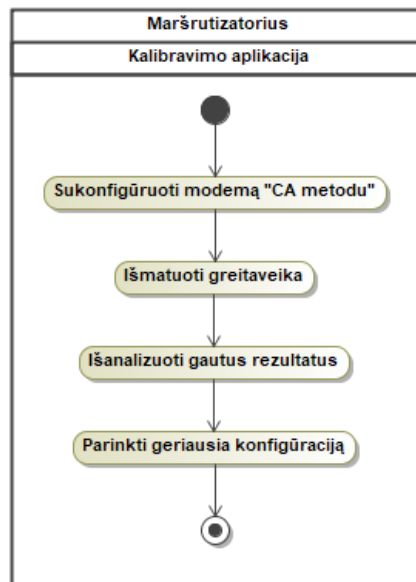 Maršrutizatorius
Kalibravimo aplikacija
Sukonfigūruoti modemą "CA metodu"
Išmatuoti greitaveika
Išanalizuoti gautus rezultatus
Parinkti geriausia konfigūraciją